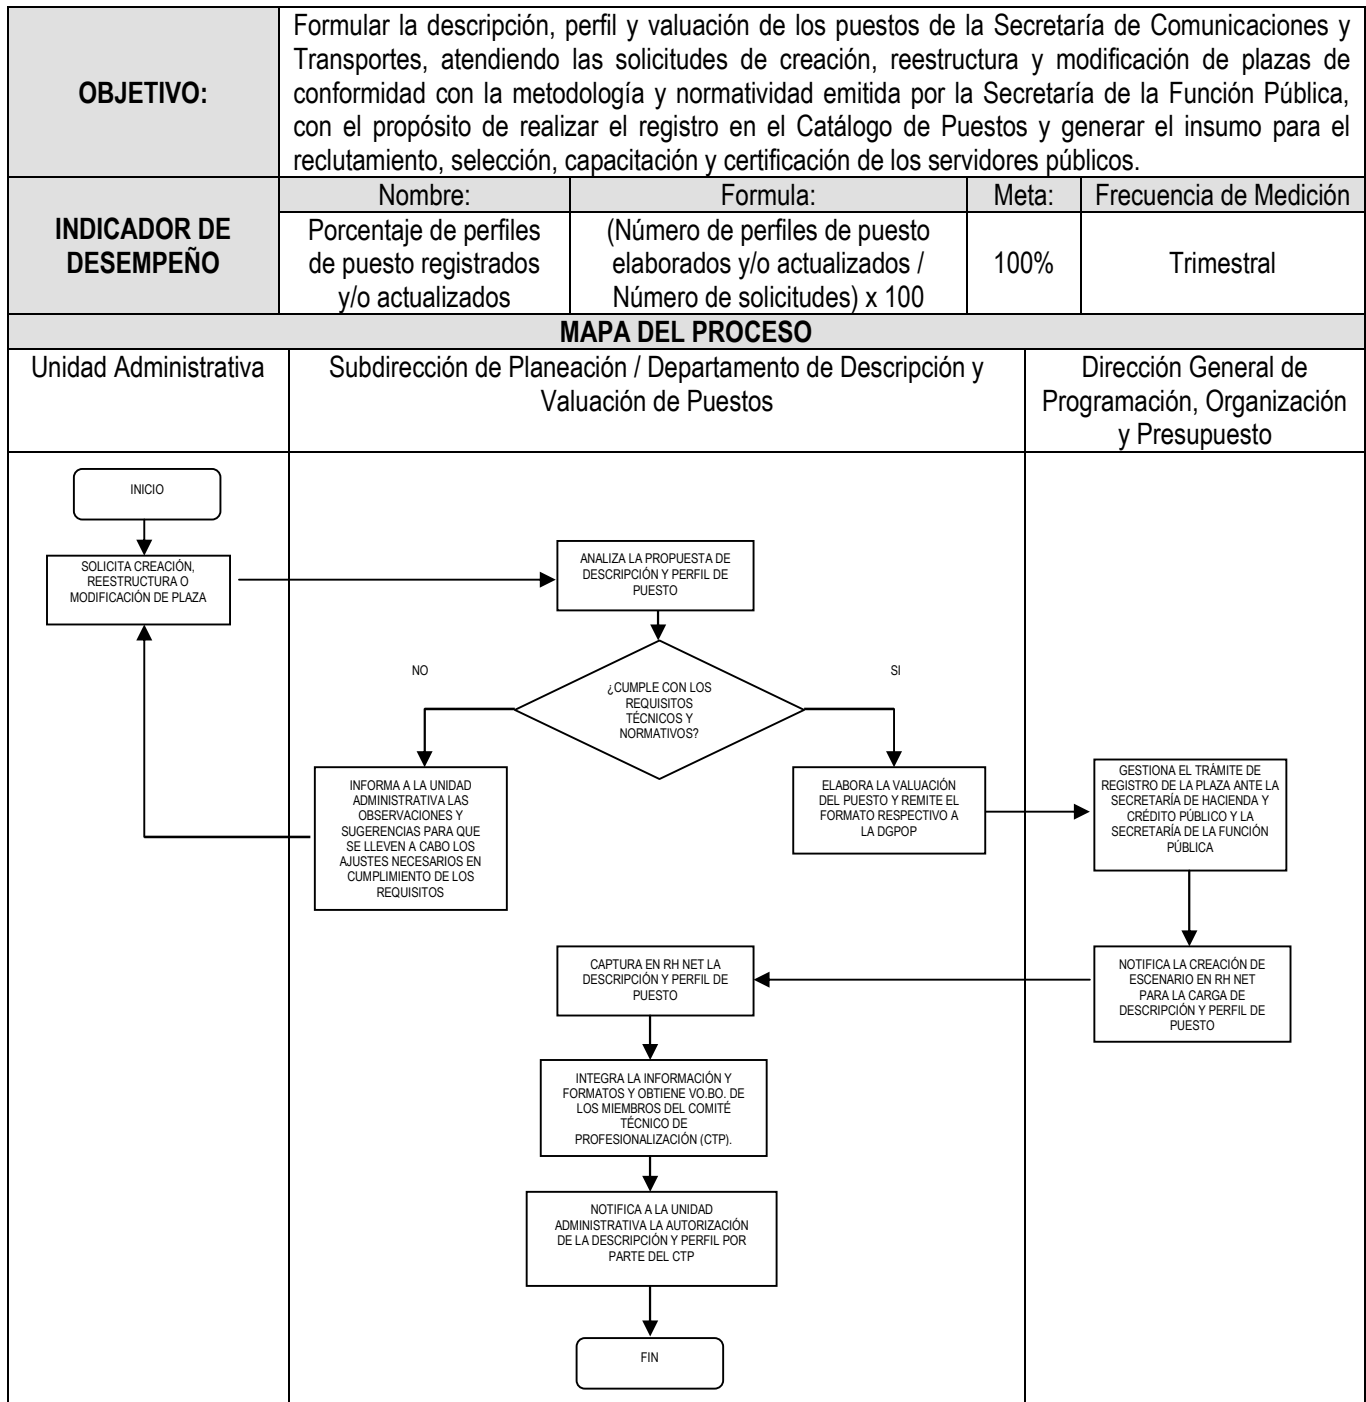 OBJETIVO:
Formular la descripción, perfil y valuación de los puestos de la Secretaría de Comunicaciones y
Transportes, atendiendo las solicitudes de creación, reestructura y modificación de plazas de
conformidad con la metodología y normatividad emitida por la Secretaría de la Función Pública,
con el propósito de realizar el registro en el Catálogo de Puestos y generar el insumo para el
reclutamiento, selección, capacitación y certificación de los servidores públicos.
INDICADOR DE
DESEMPEÑO
Nombre:
Formula:
Meta:
Frecuencia de Medición
Porcentaje de perfiles
de puesto registrados
y/o actualizados
(Número de perfiles de puesto
elaborados y/o actualizados /
Número de solicitudes) x 100
100%
Trimestral
MAPA DEL PROCESO
Unidad Administrativa
Subdirección de Planeación / Departamento de Descripción y
Valuación de Puestos
Dirección General de
Programación, Organización
y Presupuesto
INICIO
SOLICITA CREACIÓN,
REESTRUCTURA O
MODIFICACIÓN DE PLAZA
ANALIZA LA PROPUESTA DE
DESCRIPCIÓN Y PERFIL DE
PUESTO
¿CUMPLE CON LOS
REQUISITOS
TÉCNICOS Y
NORMATIVOS?
NO
SI
INFORMA A LA UNIDAD
ADMINISTRATIVA LAS
OBSERVACIONES Y
SUGERENCIAS PARA QUE
SE LLEVEN A CABO LOS
AJUSTES NECESARIOS EN
CUMPLIMIENTO DE LOS
REQUISITOS
ELABORA LA VALUACIÓN
DEL PUESTO Y REMITE EL
FORMATO RESPECTIVO A
LA DGPOP
GESTIONA EL TRÁMITE DE
REGISTRO DE LA PLAZA ANTE LA
SECRETARÍA DE HACIENDA Y
CRÉDITO PÚBLICO Y LA
SECRETARÍA DE LA FUNCIÓN
PÚBLICA
NOTIFICA LA CREACIÓN DE
ESCENARIO EN RH NET
PARA LA CARGA DE
DESCRIPCIÓN Y PERFIL DE
PUESTO
CAPTURA EN RH NET LA
DESCRIPCIÓN Y PERFIL DE
PUESTO
INTEGRA LA INFORMACIÓN Y
FORMATOS Y OBTIENE VO.BO. DE
LOS MIEMBROS DEL COMITÉ
TÉCNICO DE
PROFESIONALIZACIÓN (CTP).
NOTIFICA A LA UNIDAD
ADMINISTRATIVA LA AUTORIZACIÓN
DE LA DESCRIPCIÓN Y PERFIL POR
PARTE DEL CTP
FIN